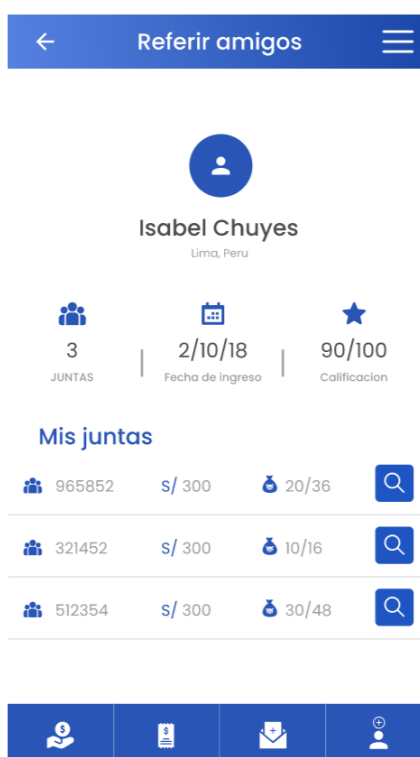 Referir amigos
Isabel Chuyes
Lima, Peru
3 2/10/18 90/100
JUNTAS Fecha de ingreso Calificacion
Mis juntas
965852 S/ 300 20/36
321452 S/ 300 10/16
512354 S/ 300 30/48